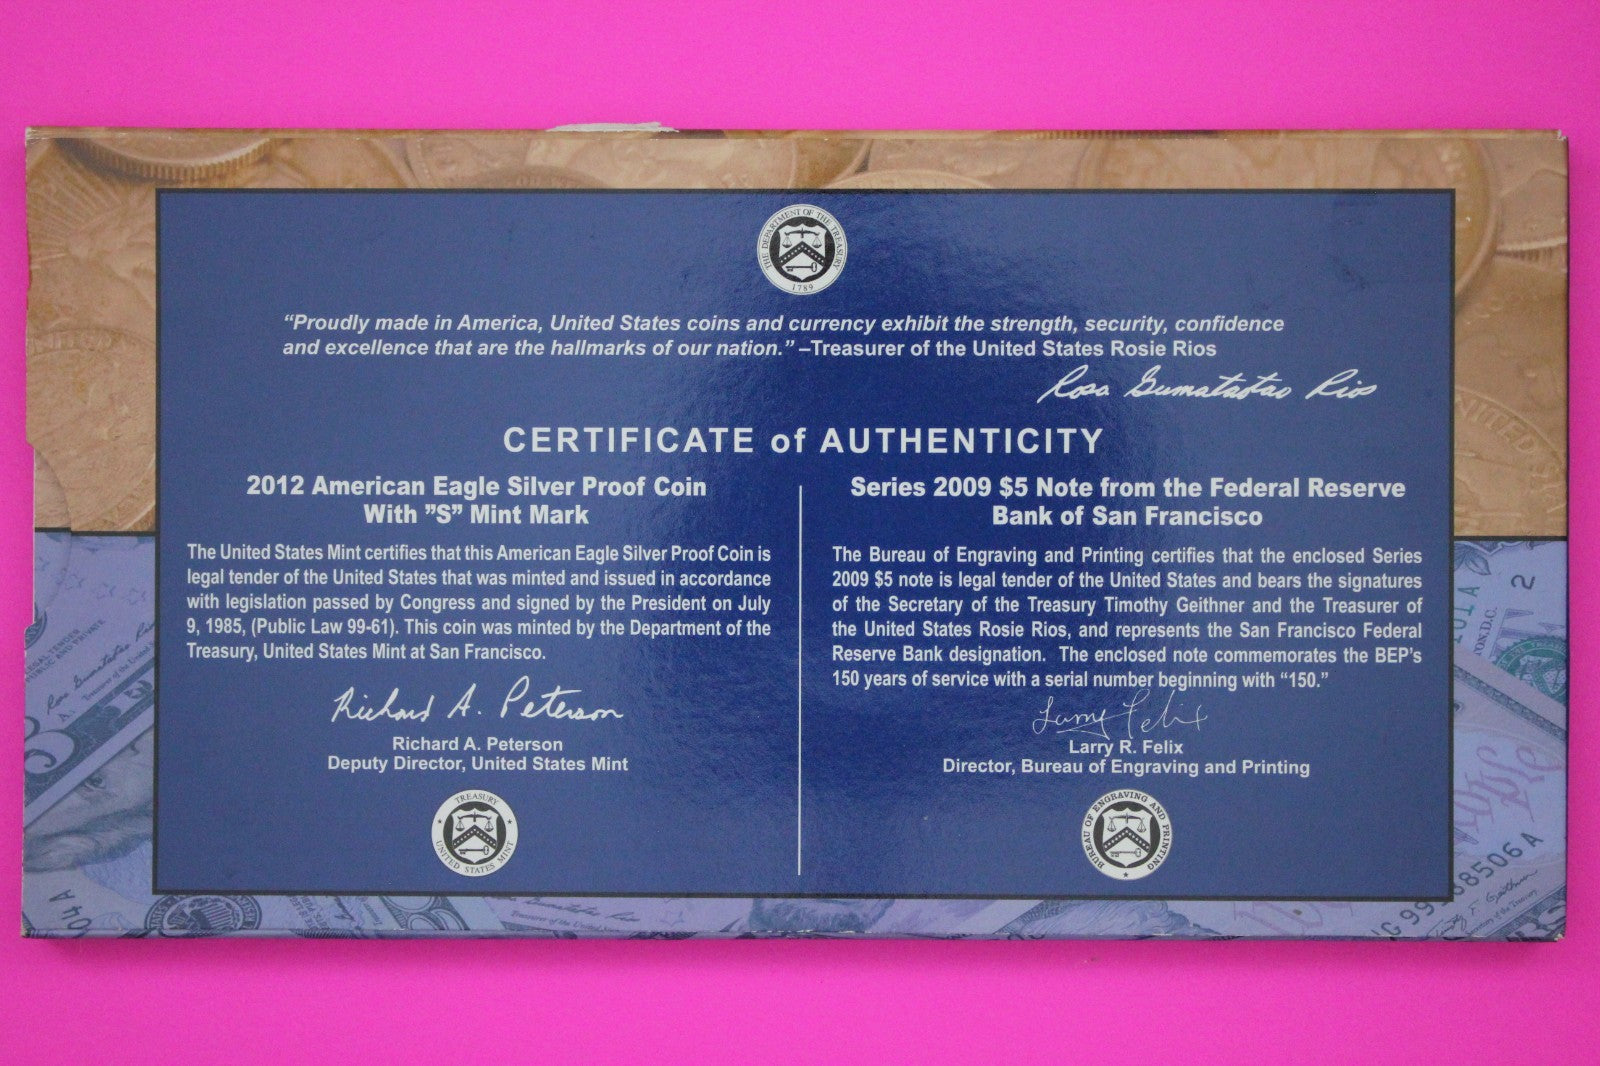 THE DEPARTMENT OF THE TREASURY
1789
“Proudly made in America, United States coins and currency exhibit the strength, security, confidence
and excellence that are the hallmarks of our nation.” –Treasurer of the United States Rosie Rios
Rosa Gumataotao Rios
CERTIFICATE of AUTHENTICITY
2012 American Eagle Silver Proof Coin
With ”S” Mint Mark
The United States Mint certifies that this American Eagle Silver Proof Coin is
legal tender of the United States that was minted and issued in accordance
with legislation passed by Congress and signed by the President on July
9, 1985, (Public Law 99-61). This coin was minted by the Department of the
Treasury, United States Mint at San Francisco.
Richard A. Peterson
Richard A. Peterson
Deputy Director, United States Mint
TREASURY
UNITED STATES MINT
Series 2009 $5 Note from the Federal Reserve
Bank of San Francisco
The Bureau of Engraving and Printing certifies that the enclosed Series
2009 $5 note is legal tender of the United States and bears the signatures
of the Secretary of the Treasury Timothy Geithner and the Treasurer of
the United States Rosie Rios, and represents the San Francisco Federal
Reserve Bank designation. The enclosed note commemorates the BEP’s
150 years of service with a serial number beginning with “150.”
Larry Felix
Larry R. Felix
Director, Bureau of Engraving and Printing
BUREAU OF ENGRAVING AND PRINTING